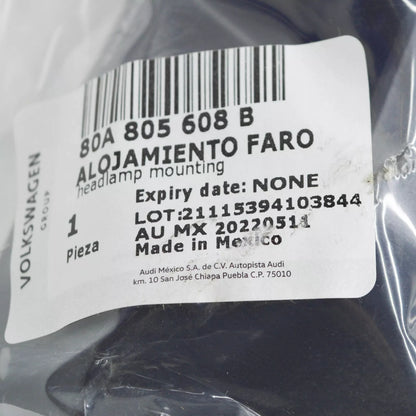 80A 805 608 B
ALOJAMIENTO FARO
headlamp mounting
Expiry date: NONE
LOT:21115394103844
AU MX 20220511
Made in Mexico
1
Pieza
VOLKSWAGEN
GROUP
Audi México S.A. de C.V. Autopista Audi
km. 10 San José Chiapa Puebla C.P. 75010